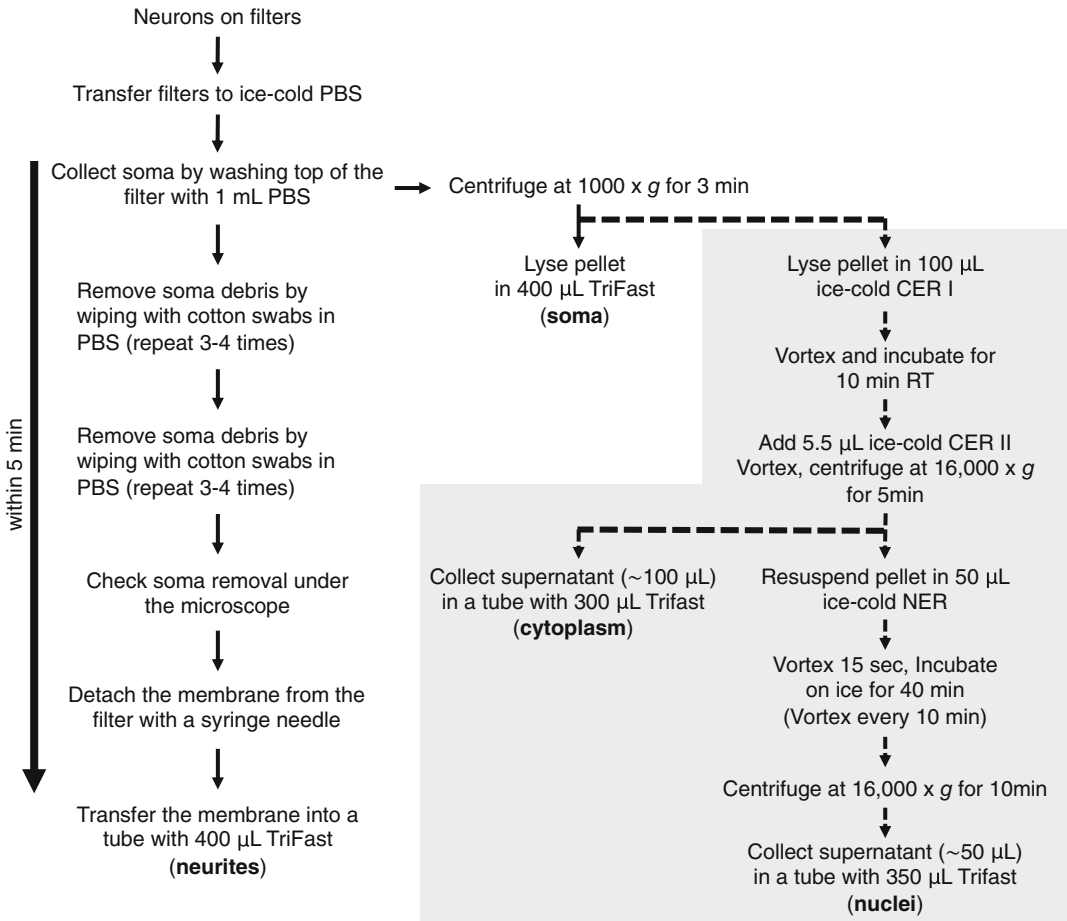 Neurons on filters
Transfer filters to ice-cold PBS
Collect soma by washing top of the
filter with 1 mL PBS
Remove soma debris by
wiping with cotton swabs in
PBS (repeat 3-4 times)
Remove soma debris by
wiping with cotton swabs in
PBS (repeat 3-4 times)
Check soma removal under
the microscope
Detach the membrane from the
filter with a syringe needle
Transfer the membrane into a
tube with 400 µL TriFast
(neurites)
within 5 min
Centrifuge at 1000 x g for 3 min
Lyse pellet
in 400 µL TriFast
(soma)
Lyse pellet in 100 µL
ice-cold CER I
Vortex and incubate for
10 min RT
Add 5.5 µL ice-cold CER II
Vortex, centrifuge at 16,000 x g
for 5min
Collect supernatant (~100 µL)
in a tube with 300 µL Trifast
(cytoplasm)
Resuspend pellet in 50 µL
ice-cold NER
Vortex 15 sec, Incubate
on ice for 40 min
(Vortex every 10 min)
Centrifuge at 16,000 x g for 10min
Collect supernatant (~50 µL)
in a tube with 350 µL Trifast
(nuclei)